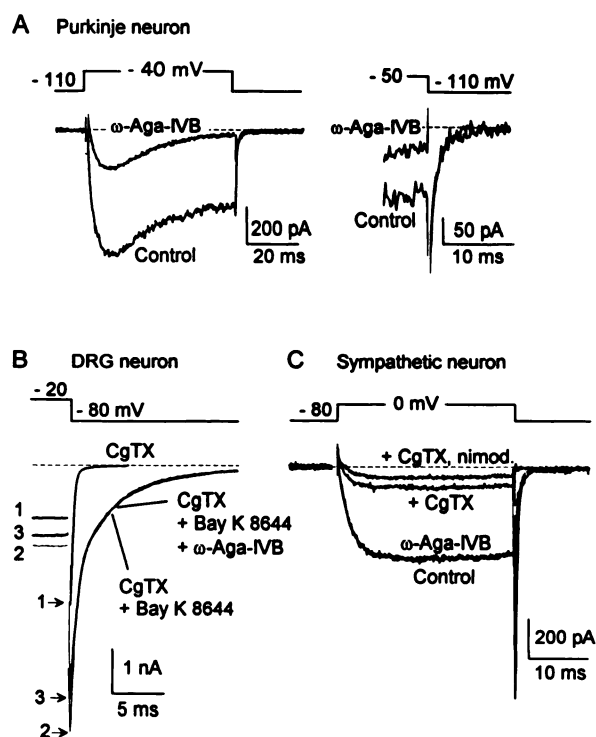 A Purkinje neuron
- 110
- 40 mV
- 50
- 110 mV
ω-Aga-IVB
ω-Aga-IVB
Control
Control
200 pA
20 ms
50 pA
10 ms
B DRG neuron
- 20
- 80 mV
CgTX
1
3
2
CgTX
+ Bay K 8644
+ ω-Aga-IVB
CgTX
+ Bay K 8644
1→
3→
2→
1 nA
5 ms
C Sympathetic neuron
- 80
0 mV
+ CgTX, nimod.
+ CgTX
ω-Aga-IVB
Control
200 pA
10 ms